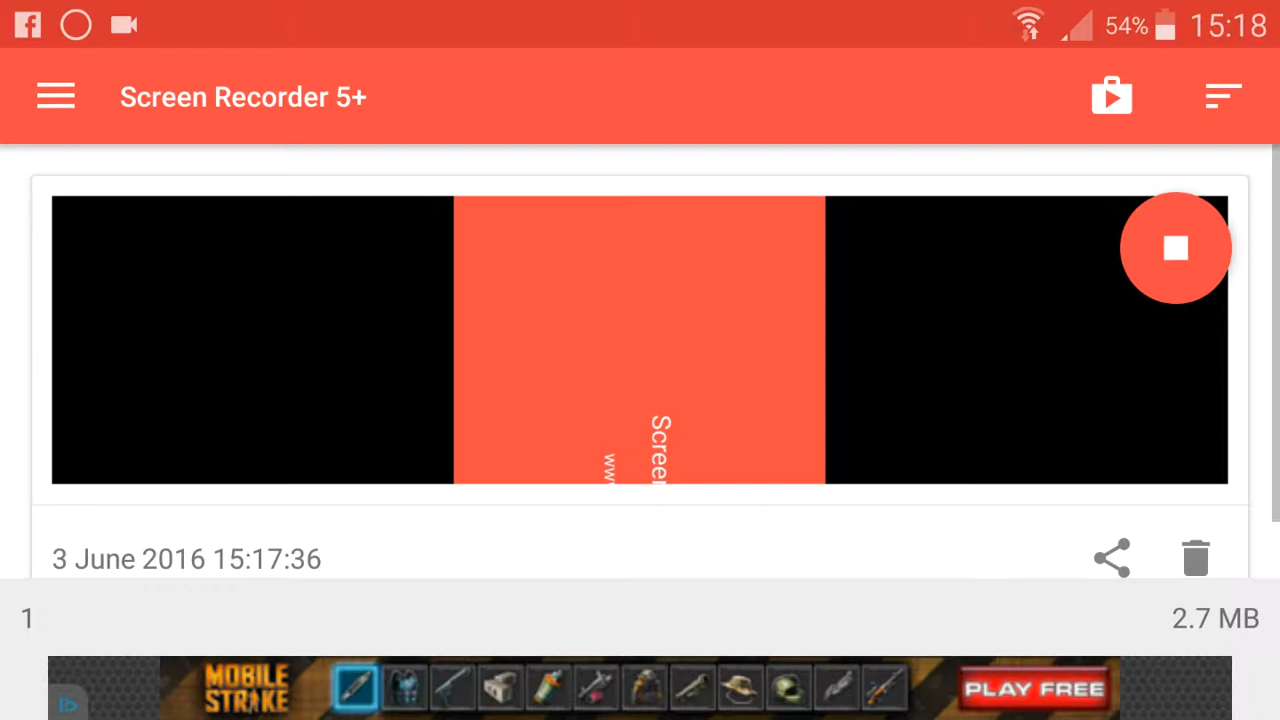 54%
15:18
Screen Recorder 5+
Screen
ww
3 June 2016 15:17:36
1
2.7 MB
MOBILE
STRIKE
PLAY FREE